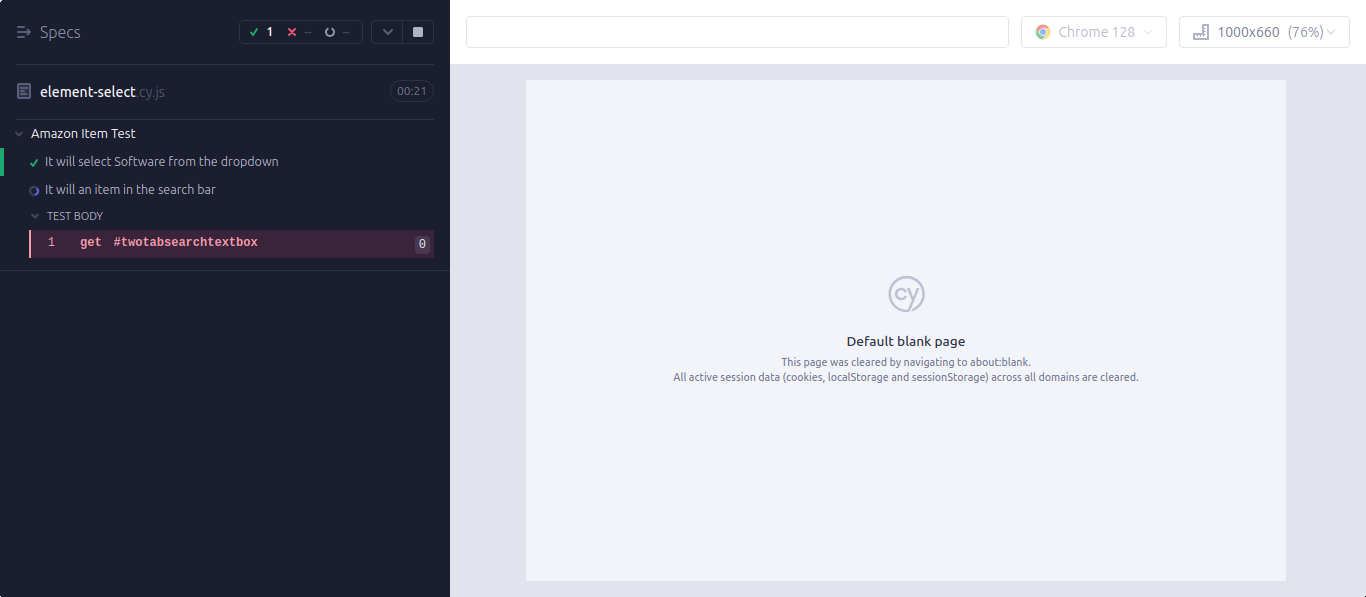 Specs
1 -- --
element-select.cy.js
00:21
Amazon Item Test
It will select Software from the dropdown
It will an item in the search bar
TEST BODY
1 get #twotabsearchtextbox 0
Chrome 128
1000x660 (76%)
cy
Default blank page
This page was cleared by navigating to about:blank.
All active session data (cookies, localStorage and sessionStorage) across all domains are cleared.